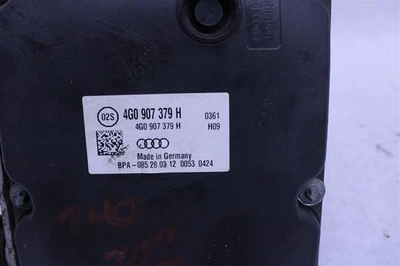 02S 4G0 907 379 H 0361
4G0 907 379 H H09
Made in Germany
BPA-085 28.03.12 0053 0424